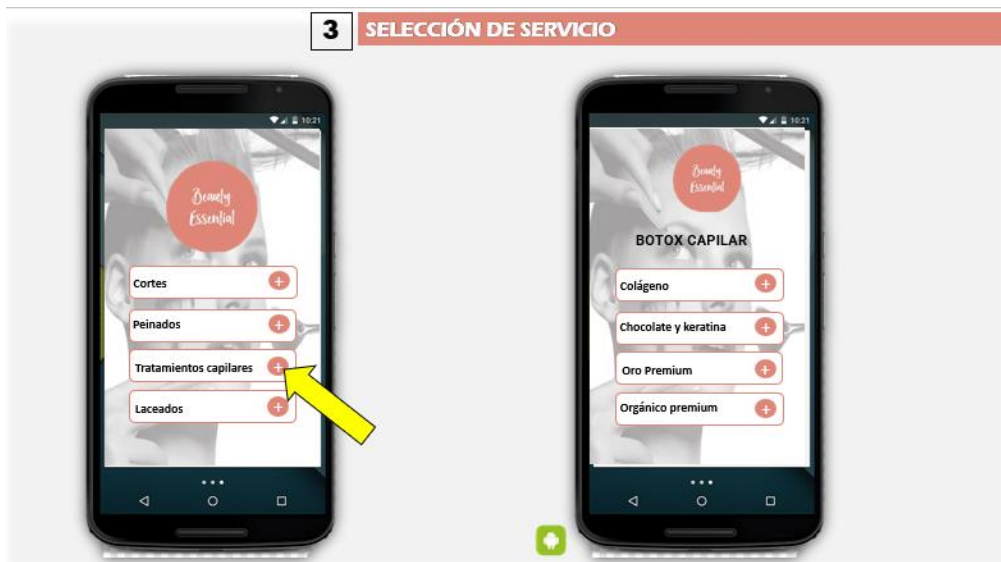 3 SELECCIÓN DE SERVICIO
10:21
Beauty
Essential
Cortes
Peinados
Tratamientos capilares
Laceados
10:21
Beauty
Essential
BOTOX CAPILAR
Colágeno
Chocolate y keratina
Oro Premium
Orgánico premium